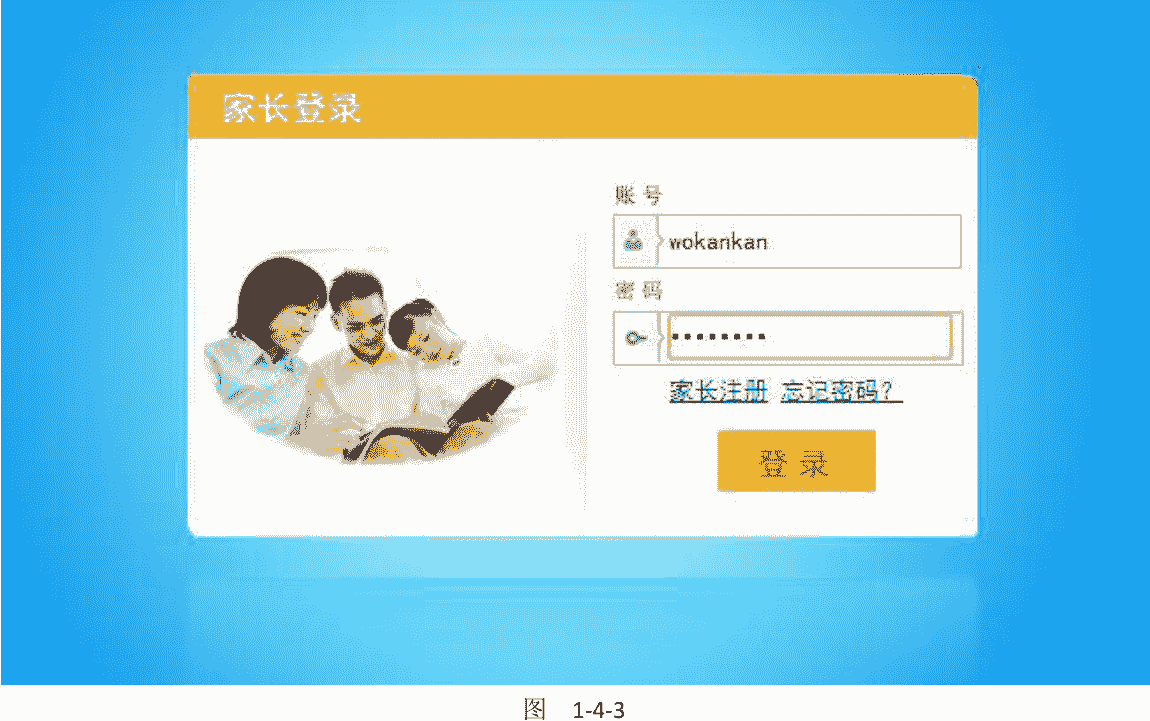 家长登录
账 号
wokankan
密 码
家长注册 忘记密码？
登 录
图 1-4-3